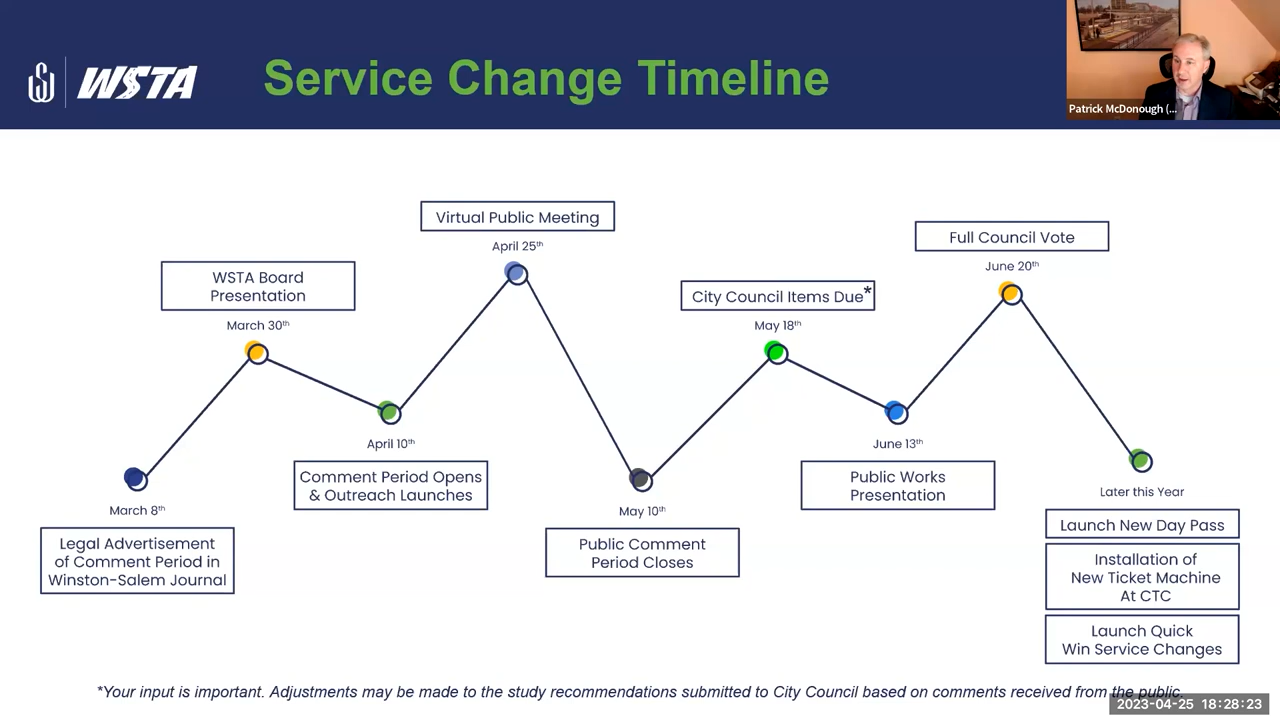 WSTA
Service Change Timeline
Patrick McDonough (...
Virtual Public Meeting
April 25th
Full Council Vote
June 20th
WSTA Board
Presentation
March 30th
City Council Items Due*
May 18th
April 10th
Comment Period Opens
& Outreach Launches
June 13th
Public Works
Presentation
March 8th
Legal Advertisement
of Comment Period in
Winston-Salem Journal
May 10th
Public Comment
Period Closes
Later this Year
Launch New Day Pass
Installation of
New Ticket Machine
At CTC
Launch Quick
Win Service Changes
*Your input is important. Adjustments may be made to the study recommendations submitted to City Council based on comments received from the public.
2023-04-25 18:28:23